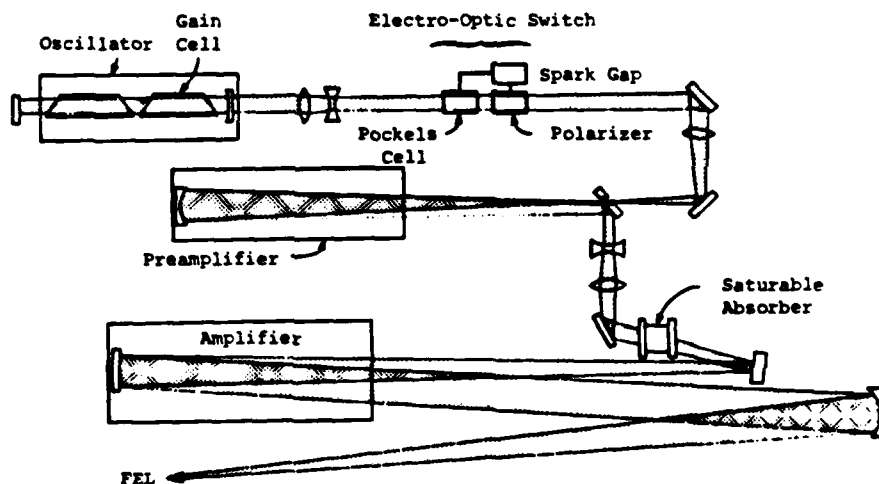 Gain
Cell
Oscillator
Electro-Optic Switch
Spark Gap
Pockels
Cell
Polarizer
Preamplifier
Saturable
Absorber
Amplifier
FEL